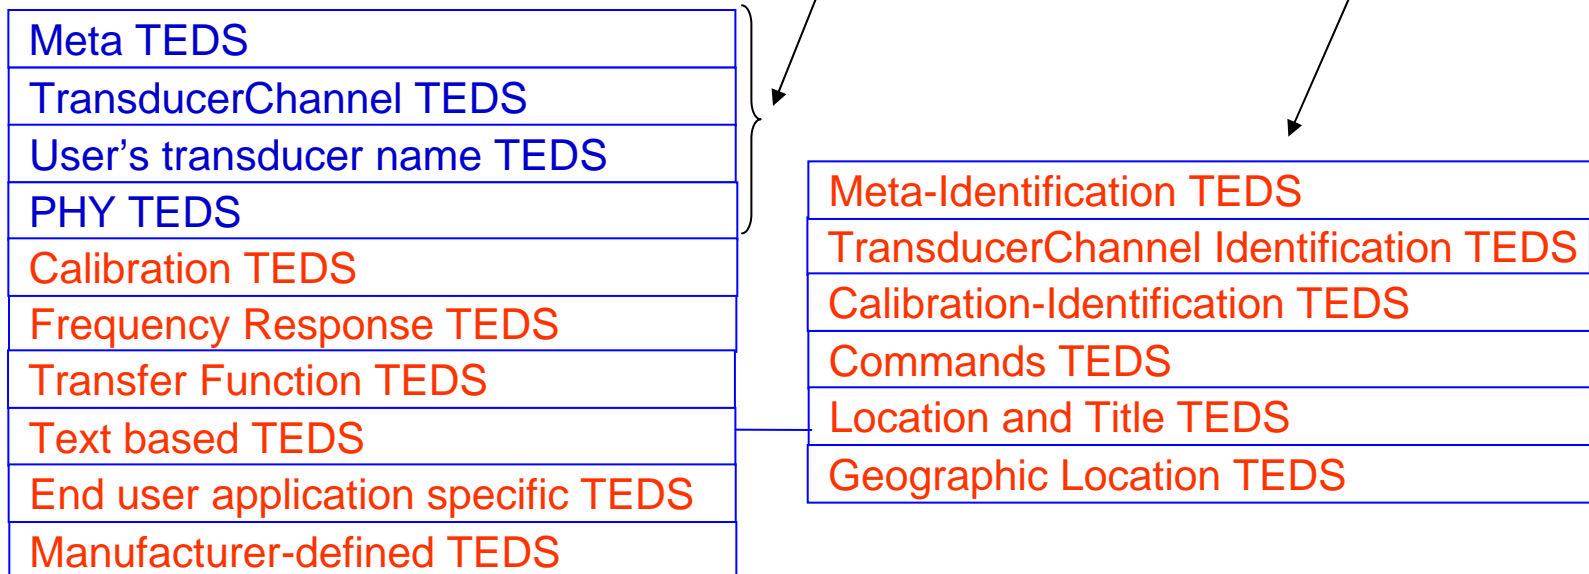 Meta TEDS
TransducerChannel TEDS
User’s transducer name TEDS
PHY TEDS
Calibration TEDS
Frequency Response TEDS
Transfer Function TEDS
Text based TEDS
End user application specific TEDS
Manufacturer-defined TEDS
Meta-Identification TEDS
TransducerChannel Identification TEDS
Calibration-Identification TEDS
Commands TEDS
Location and Title TEDS
Geographic Location TEDS